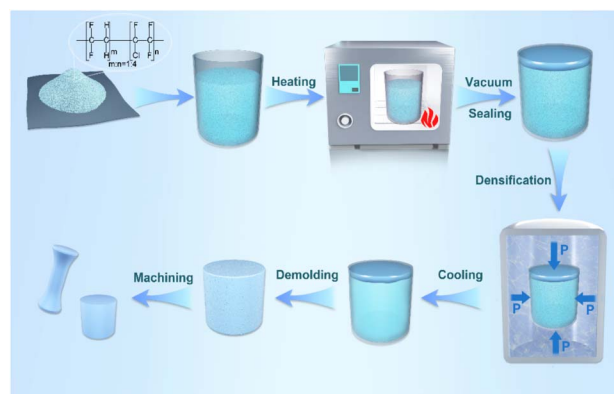 F H F F
C C C C
F H m Cl F n
m:n=1:4
Heating
Vacuum
Sealing
Densification
P
P P
P
Cooling
Demolding
Machining